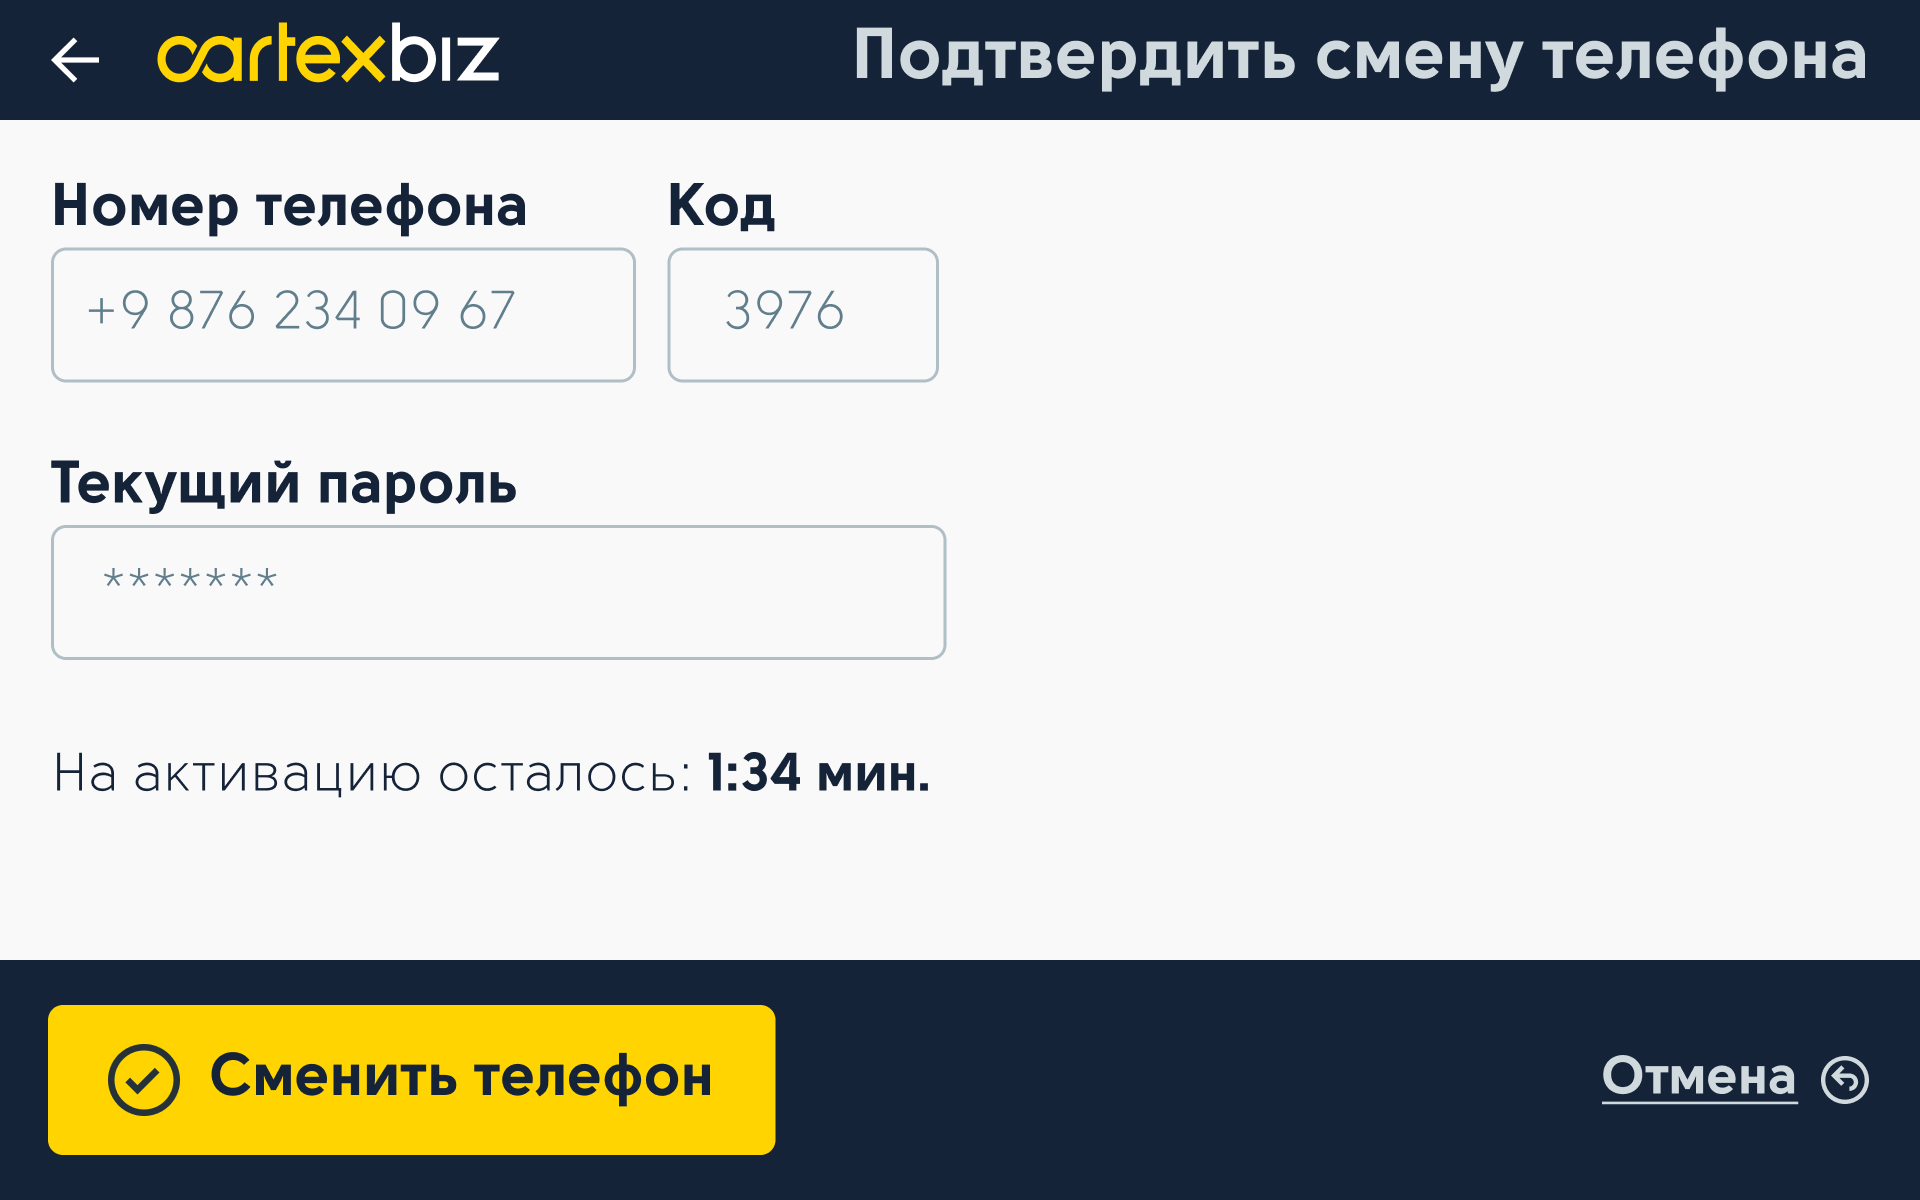 cartexbiz
Подтвердить смену телефона
Номер телефона
Код
+9 876 234 09 67
3976
Текущий пароль
*******
На активацию осталось: 1:34 мин.
Сменить телефон
Отмена